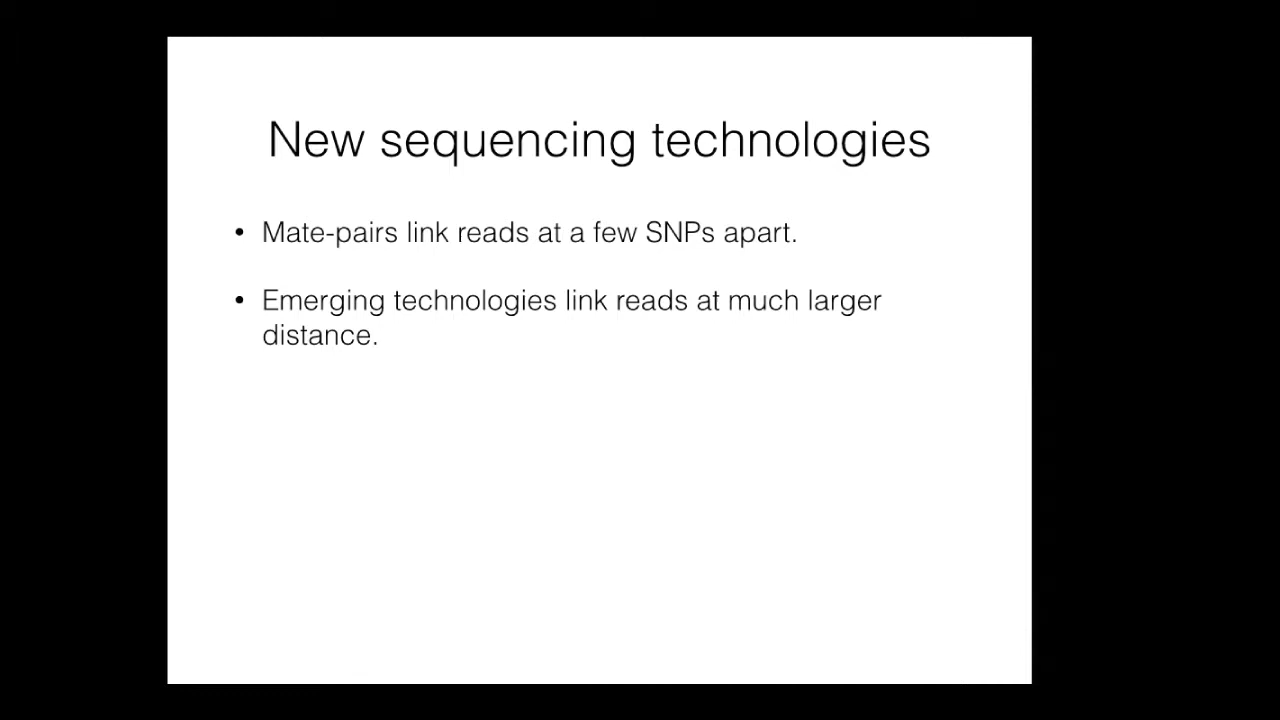 New sequencing technologies
• Mate-pairs link reads at a few SNPs apart.
• Emerging technologies link reads at much larger
distance.